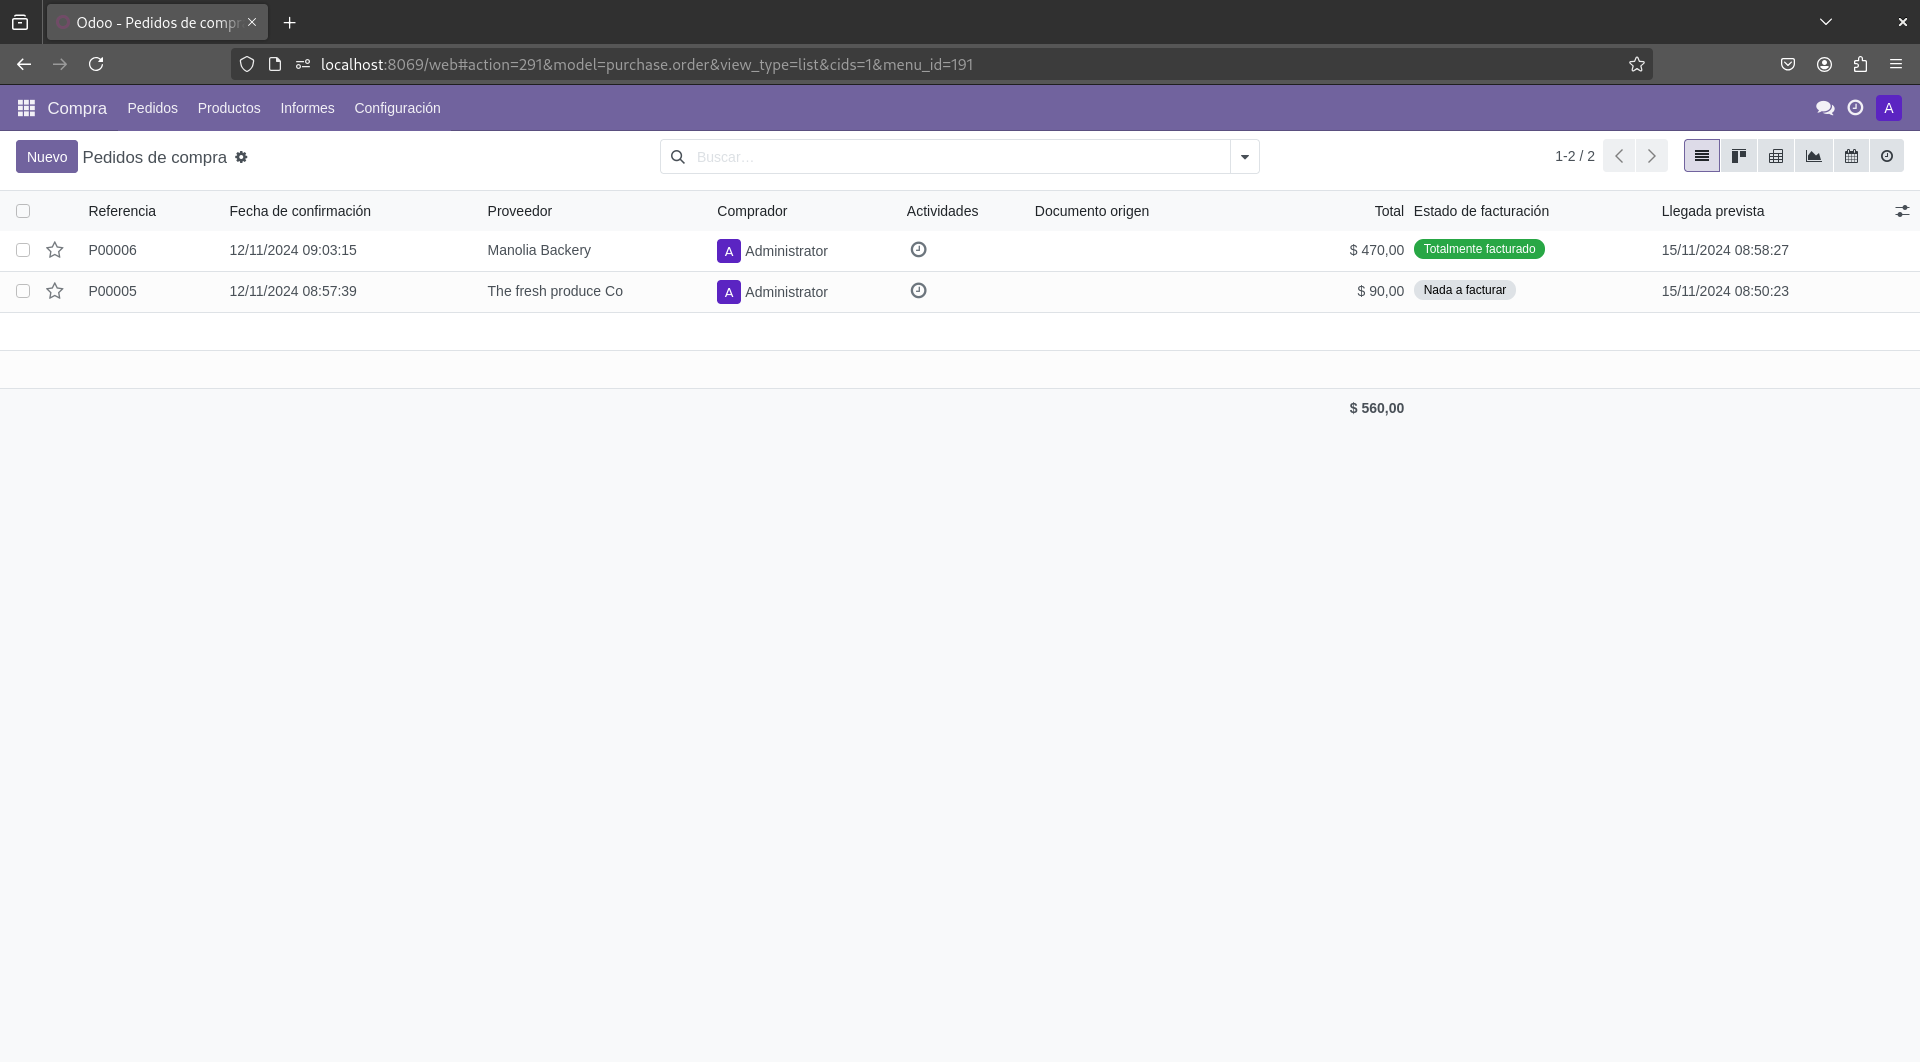 Odoo - Pedidos de compr
localhost:8069/web#action=291&model=purchase.order&view_type=list&cids=1&menu_id=191
Compra Pedidos Productos Informes Configuración A
Nuevo Pedidos de compra Buscar... 1-2 / 2
Referencia Fecha de confirmación Proveedor Comprador Actividades Documento origen Total Estado de facturación Llegada prevista
P00006 12/11/2024 09:03:15 Manolia Backery A Administrator $ 470,00 Totalmente facturado 15/11/2024 08:58:27
P00005 12/11/2024 08:57:39 The fresh produce Co A Administrator $ 90,00 Nada a facturar 15/11/2024 08:50:23
$ 560,00